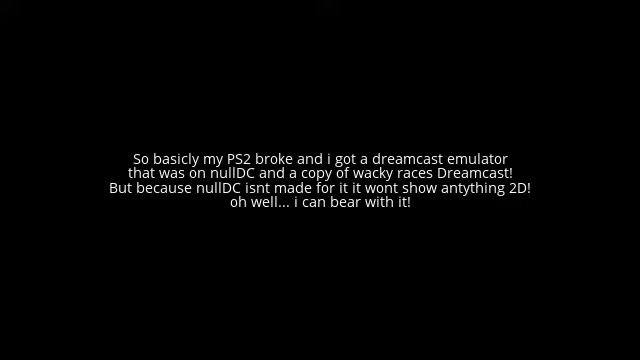 So basicly my PS2 broke and i got a dreamcast emulator
that was on nullDC and a copy of wacky races Dreamcast!
But because nullDC isnt made for it it wont show antything 2D!
oh well... i can bear with it!